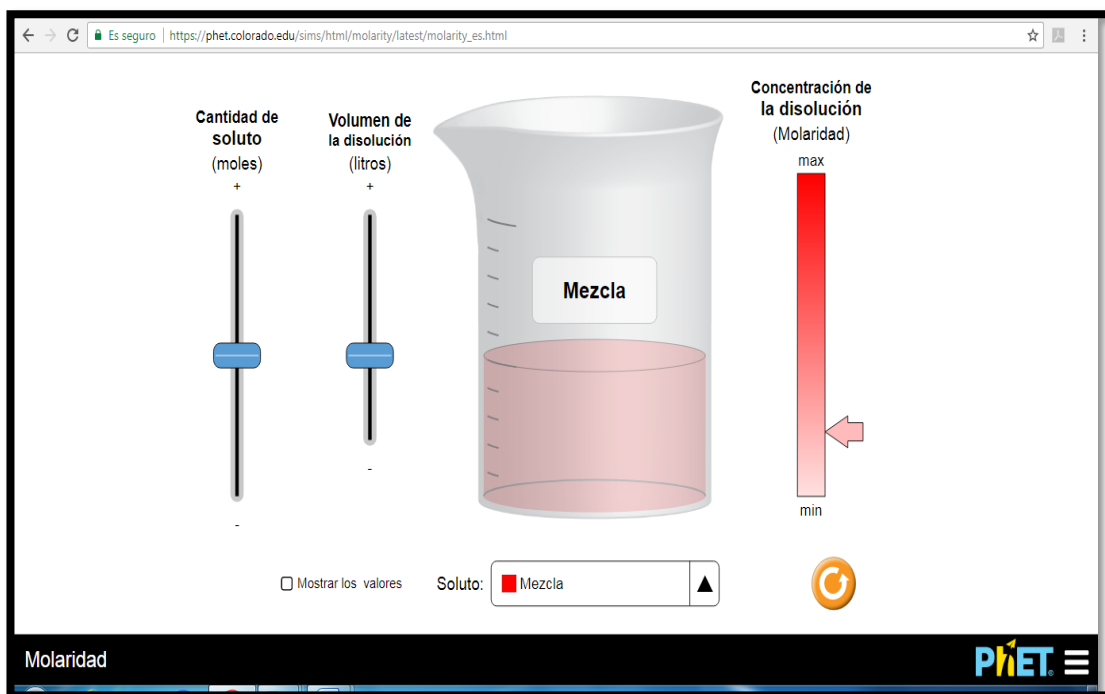 Es seguro | https://phet.colorado.edu/sims/html/molarity/latest/molarity_es.html
Cantidad de
soluto
(moles)
+
-
Volumen de
la disolución
(litros)
+
-
Mezcla
Concentración de
la disolución
(Molaridad)
max
min
Mostrar los valores
Soluto:
Mezcla
Molaridad
PhET